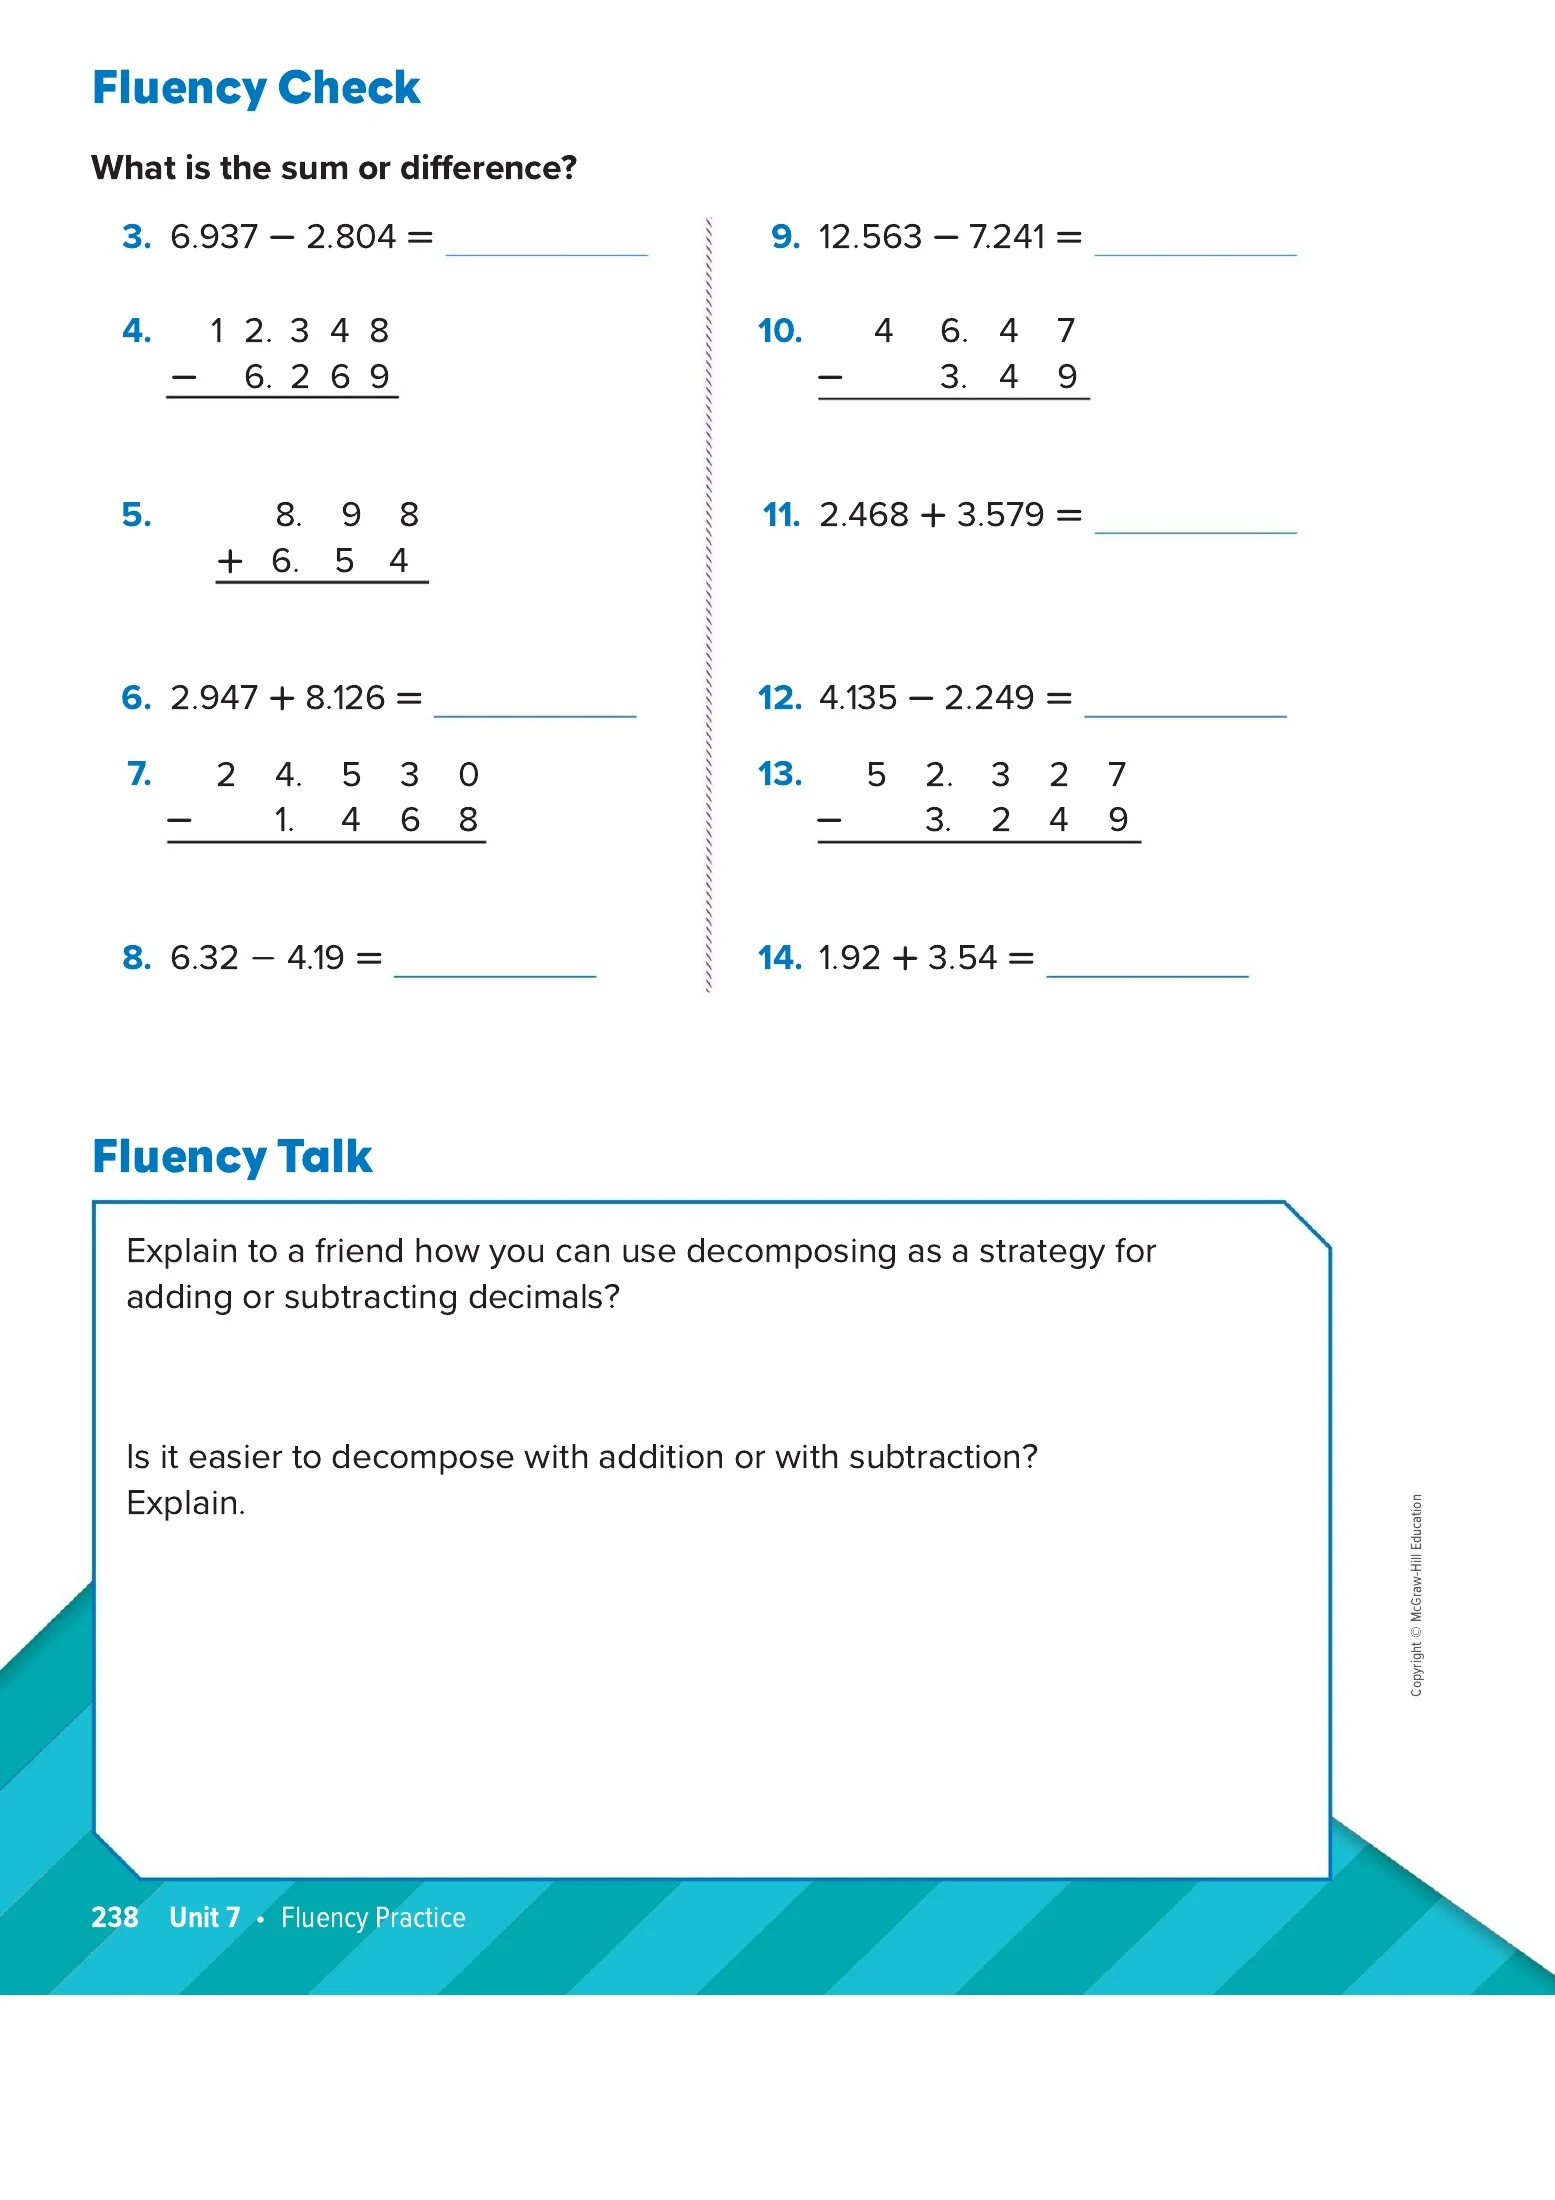 Fluency Check
What is the sum or difference?
3. 6.937 − 2.804 =
4. 1 2. 3 4 8
− 6. 2 6 9
5. 8. 9 8
+ 6. 5 4
6. 2.947 + 8.126 =
7. 2 4. 5 3 0
− 1. 4 6 8
8. 6.32 − 4.19 =
9. 12.563 − 7.241 =
10. 4 6. 4 7
− 3. 4 9
11. 2.468 + 3.579 =
12. 4.135 − 2.249 =
13. 5 2. 3 2 7
− 3. 2 4 9
14. 1.92 + 3.54 =
Fluency Talk
Explain to a friend how you can use decomposing as a strategy for
adding or subtracting decimals?
Is it easier to decompose with addition or with subtraction?
Explain.
Copyright © McGraw-Hill Education
238 Unit 7 • Fluency Practice